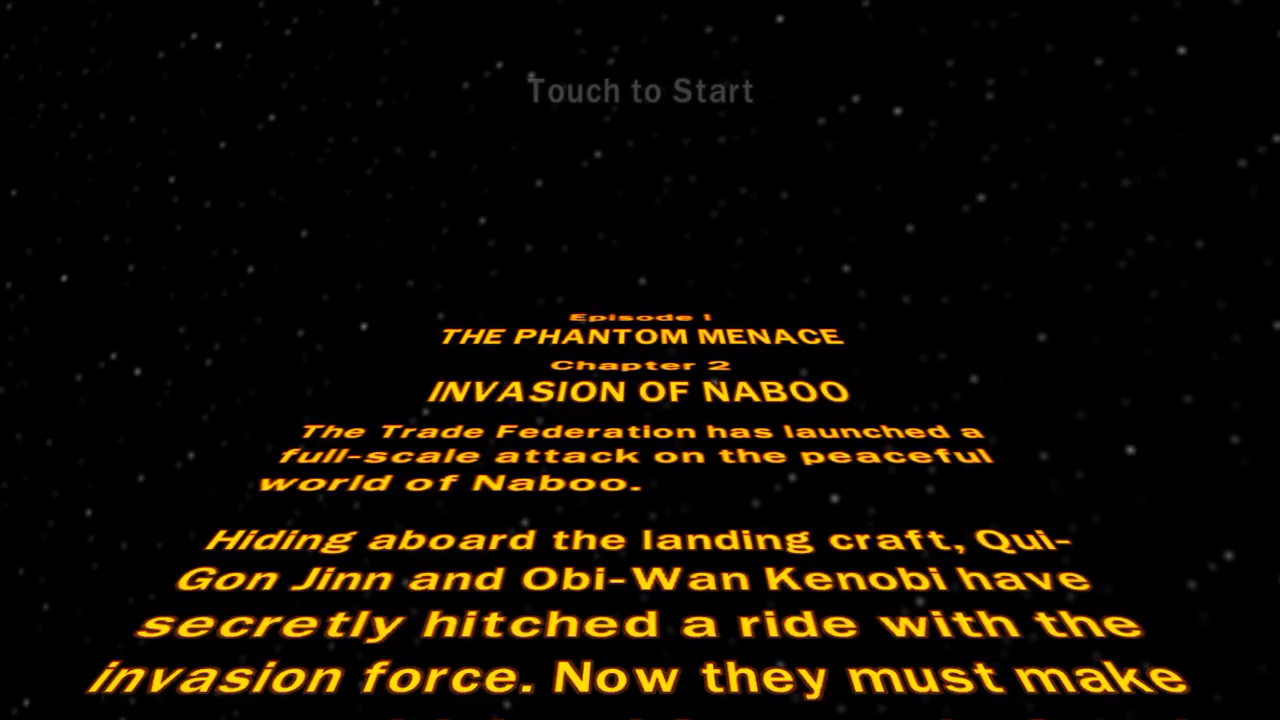 Touch to Start
Episode I
THE PHANTOM MENACE
Chapter 2
INVASION OF NABOO
The Trade Federation has launched a
full-scale attack on the peaceful
world of Naboo.
Hiding aboard the landing craft, Qui-
Gon Jinn and Obi-Wan Kenobi have
secretly hitched a ride with the
invasion force. Now they must make